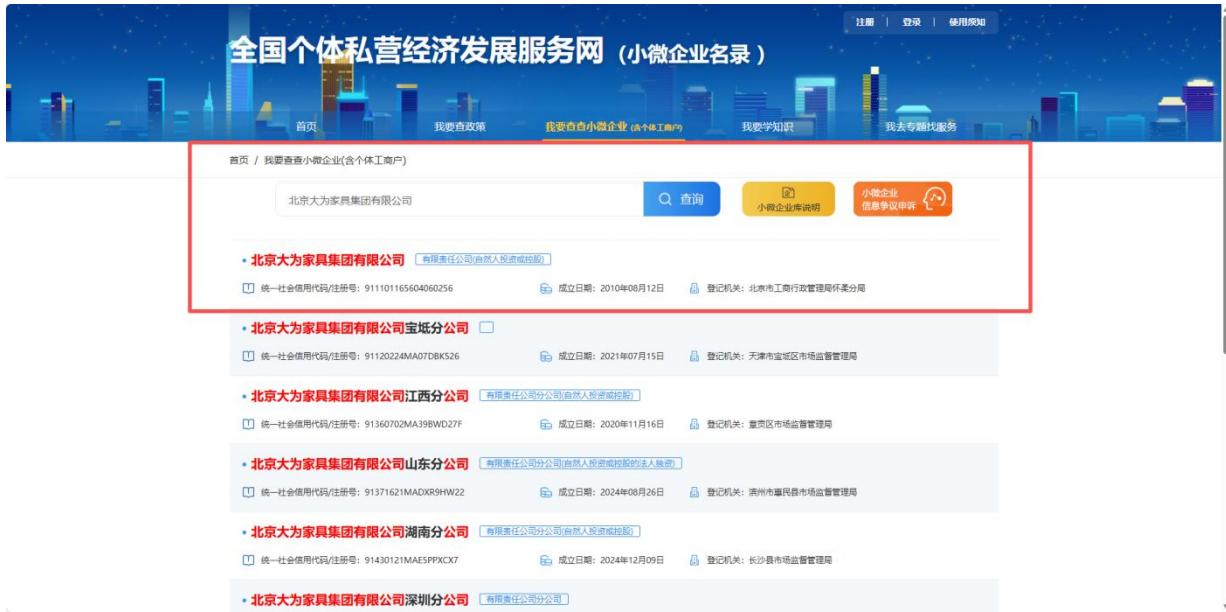 注册 | 登录 | 使用须知
全国个体私营经济发展服务网（小微企业名录）
首页 我要查政策 我要查查小微企业(含个体工商户) 我要学知识 我去专题找服务
首页 / 我要查查小微企业(含个体工商户)
北京大为家具集团有限公司 查询 小微企业库说明 小微企业
信息争议申诉
• 北京大为家具集团有限公司 有限责任公司(自然人投资或控股)
统一社会信用代码/注册号：911101165604060256 成立日期：2010年08月12日 登记机关：北京市工商行政管理局怀柔分局
• 北京大为家具集团有限公司宝坻分公司
统一社会信用代码/注册号：91120224MA07DBK526 成立日期：2021年07月15日 登记机关：天津市宝坻区市场监督管理局
• 北京大为家具集团有限公司江西分公司 有限责任公司分公司(自然人投资或控股)
统一社会信用代码/注册号：91360702MA39BWD27F 成立日期：2020年11月16日 登记机关：章贡区市场监督管理局
• 北京大为家具集团有限公司山东分公司 有限责任公司分公司(自然人投资或控股的法人独资)
统一社会信用代码/注册号：91371621MADXR9HW22 成立日期：2024年08月26日 登记机关：滨州市惠民县市场监督管理局
• 北京大为家具集团有限公司湖南分公司 有限责任公司分公司(自然人投资或控股)
统一社会信用代码/注册号：91430121MAE5PPXCX7 成立日期：2024年12月09日 登记机关：长沙县市场监督管理局
• 北京大为家具集团有限公司深圳分公司 有限责任公司分公司